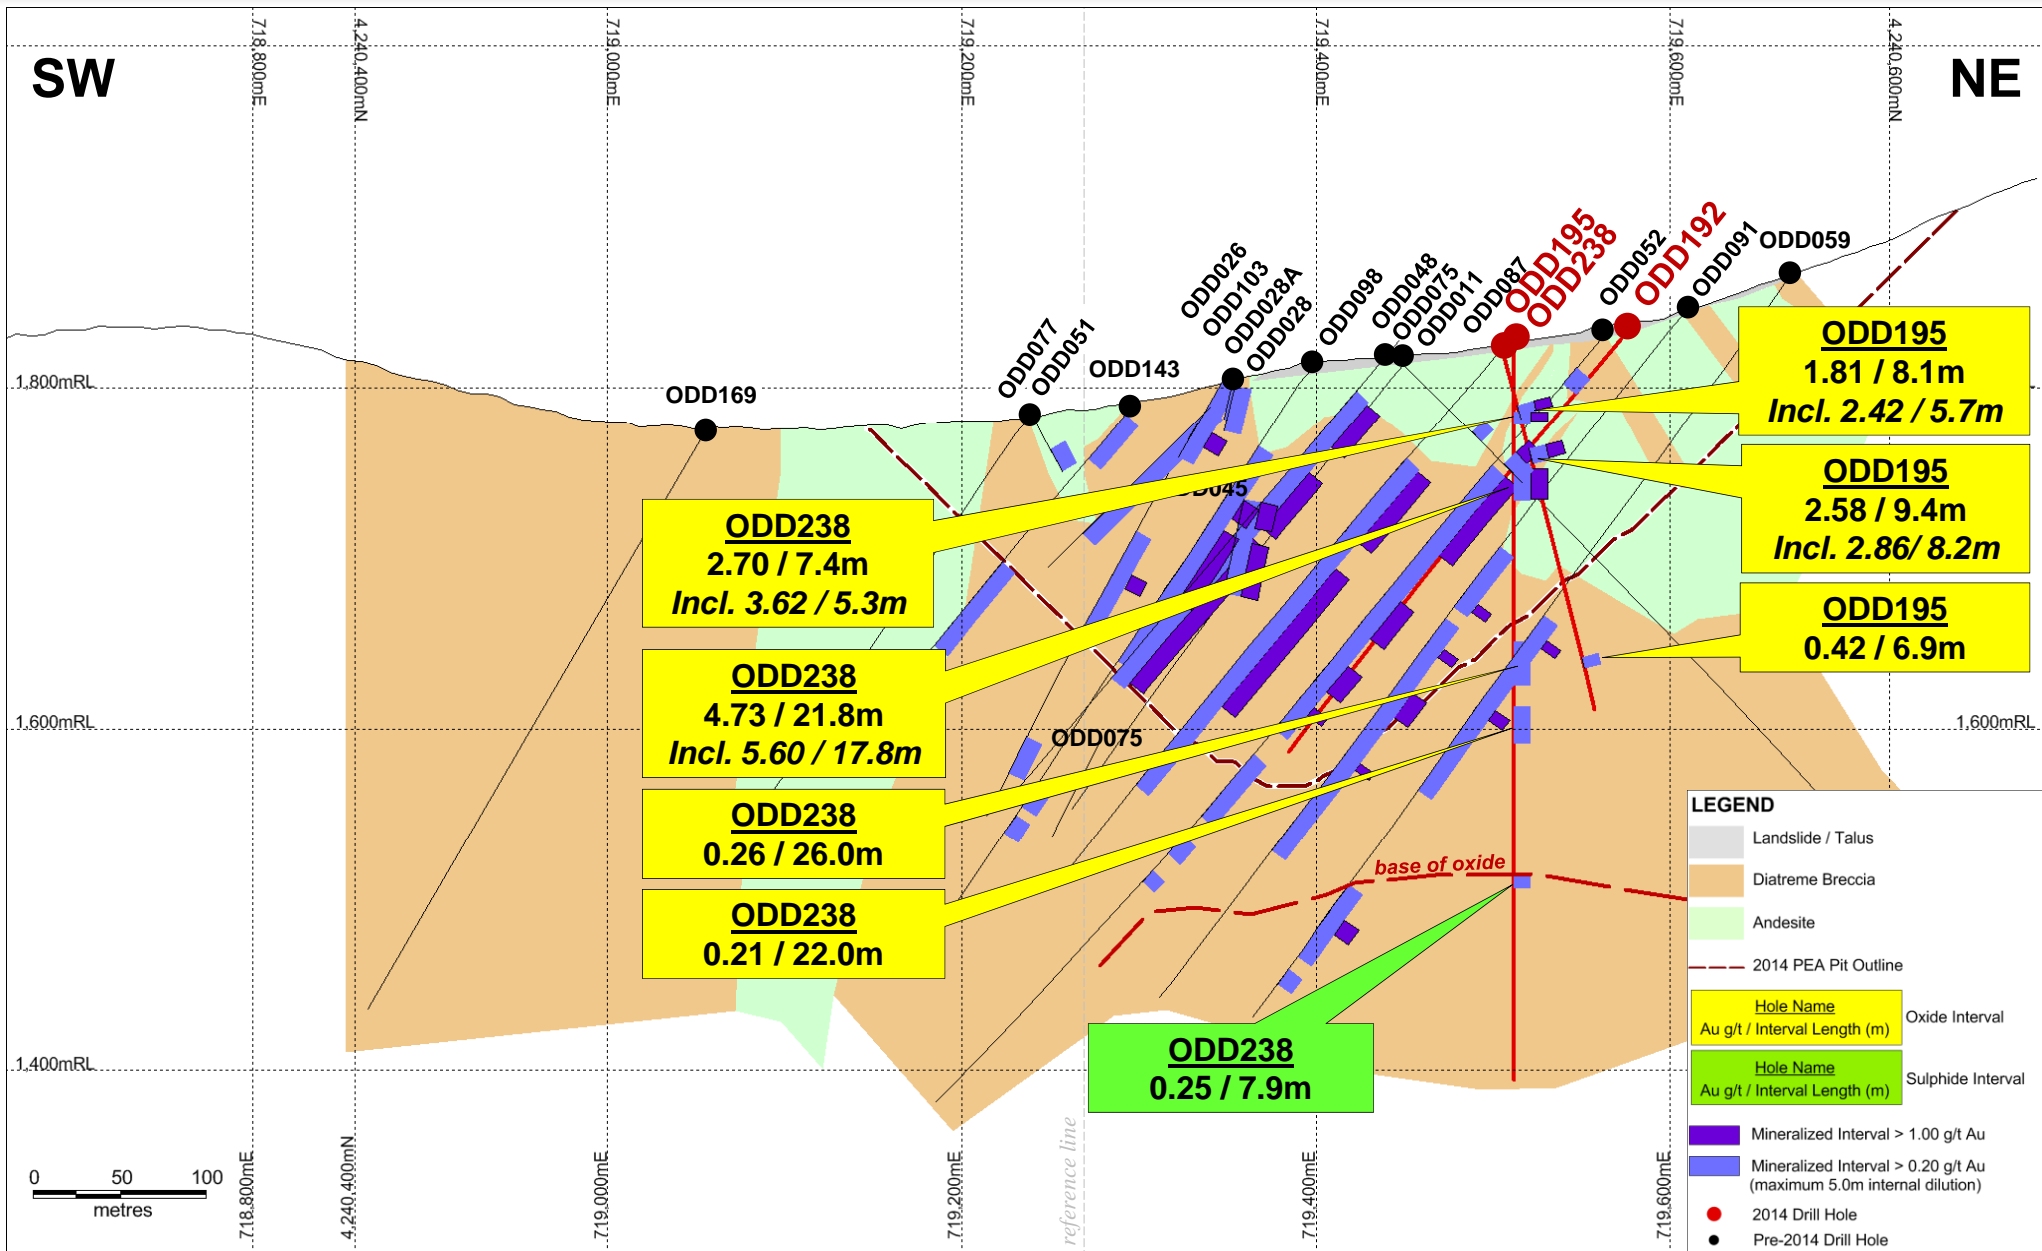 718,800mE
4,240,400mN
719,000mE
719,200mE
719,400mE
719,600mE
4,240,600mN
SW
NE
ODD169
ODD077
ODD051
ODD143
ODD026
ODD103
ODD028A
ODD028
ODD098
ODD048
ODD075
ODD011
ODD087
ODD195
ODD238
ODD052
ODD192
ODD091
ODD059
1,800mRL
ODD195
1.81 / 8.1m
Incl. 2.42 / 5.7m
ODD195
2.58 / 9.4m
Incl. 2.86/ 8.2m
ODD195
0.42 / 6.9m
ODD238
2.70 / 7.4m
Incl. 3.62 / 5.3m
ODD238
4.73 / 21.8m
Incl. 5.60 / 17.8m
ODD238
0.26 / 26.0m
ODD238
0.21 / 22.0m
ODD075
1,600mRL
1,600mRL
base of oxide
ODD238
0.25 / 7.9m
1,400mRL
LEGEND
Landslide / Talus
Diatreme Breccia
Andesite
2014 PEA Pit Outline
Hole Name
Au g/t / Interval Length (m)
Oxide Interval
Hole Name
Au g/t / Interval Length (m)
Sulphide Interval
Mineralized Interval > 1.00 g/t Au
Mineralized Interval > 0.20 g/t Au
(maximum 5.0m internal dilution)
2014 Drill Hole
Pre-2014 Drill Hole
0 50 100
metres
718,800mE
4,240,400mN
719,000mE
719,200mE
reference line
719,400mE
719,600mE